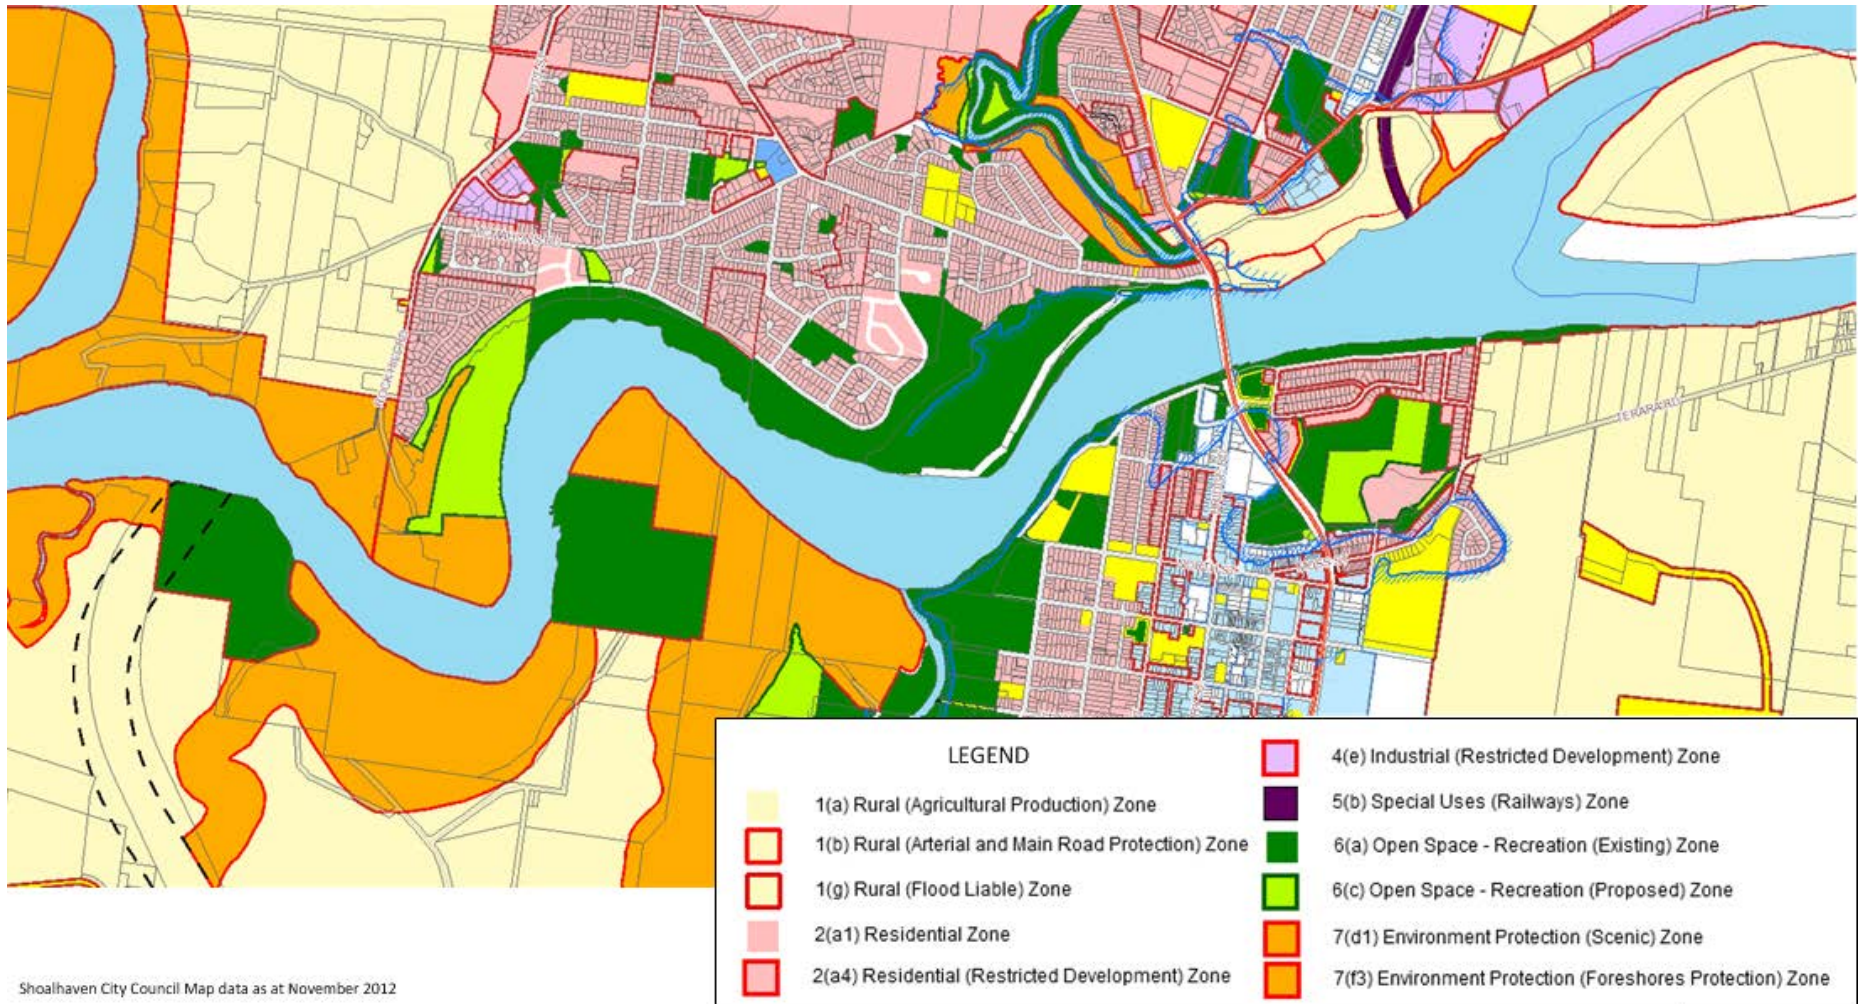 TERARA RD
LEGEND
1(a) Rural (Agricultural Production) Zone
1(b) Rural (Arterial and Main Road Protection) Zone
1(g) Rural (Flood Liable) Zone
2(a1) Residential Zone
2(a4) Residential (Restricted Development) Zone
4(e) Industrial (Restricted Development) Zone
5(b) Special Uses (Railways) Zone
6(a) Open Space - Recreation (Existing) Zone
6(c) Open Space - Recreation (Proposed) Zone
7(d1) Environment Protection (Scenic) Zone
7(f3) Environment Protection (Foreshores Protection) Zone
Shoalhaven City Council Map data as at November 2012